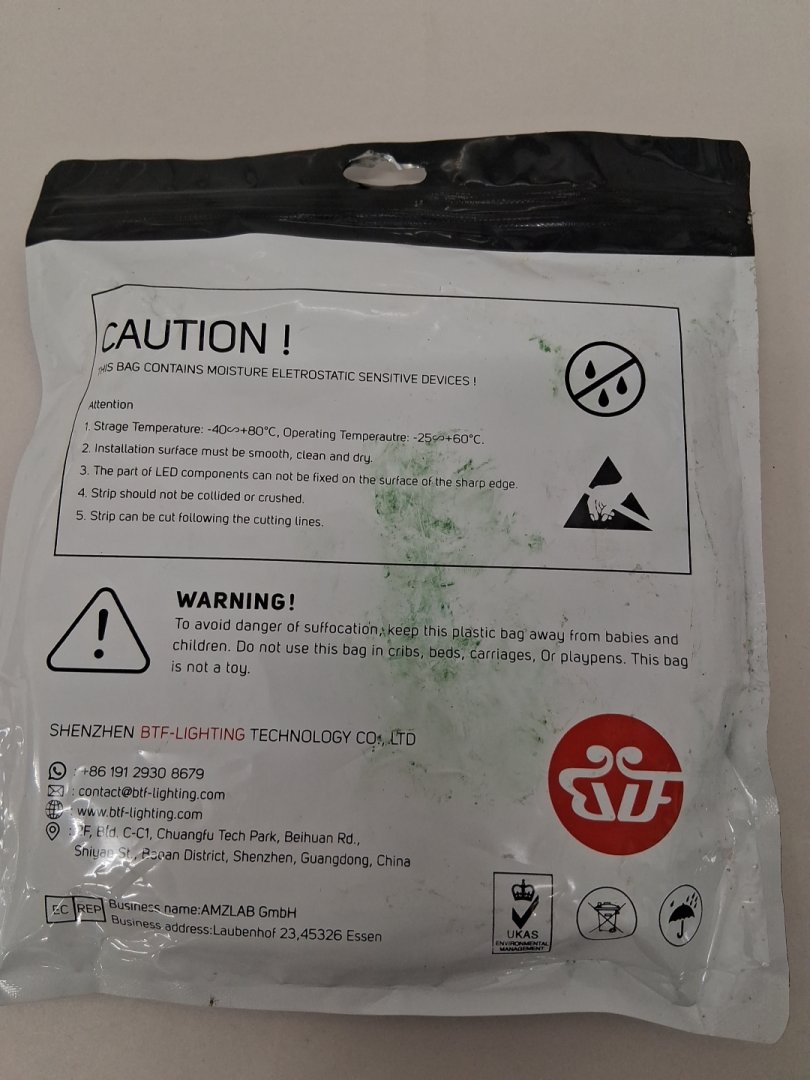 CAUTION !
THIS BAG CONTAINS MOISTURE ELETROSTATIC SENSITIVE DEVICES !
Attention
1. Strage Temperature: -40∽+80°C, Operating Temperautre: -25∽+60°C.
2. Installation surface must be smooth, clean and dry.
3. The part of LED components can not be fixed on the surface of the sharp edge.
4. Strip should not be collided or crushed.
5. Strip can be cut following the cutting lines.
WARNING!
To avoid danger of suffocation, keep this plastic bag away from babies and
children. Do not use this bag in cribs, beds, carriages, Or playpens. This bag
is not a toy.
SHENZHEN BTF-LIGHTING TECHNOLOGY CO., LTD
: +86 191 2930 8679
: contact@btf-lighting.com
: www.btf-lighting.com
Bld. C-C1, Chuangfu Tech Park, Beihuan Rd.,
Shiyan St., Baoan District, Shenzhen, Guangdong, China
EC REP
Business name:AMZLAB GmbH
Business address:Laubenhof 23,45326 Essen
BTF
UKAS
ENVIRONMENTAL
MANAGEMENT